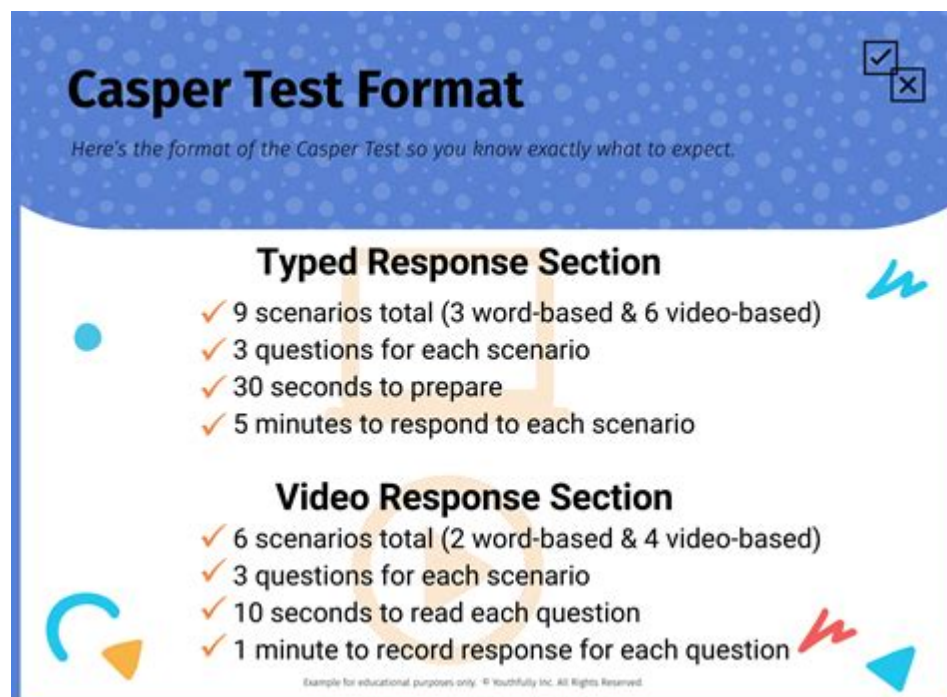 Casper Test Format
Here's the format of the Casper Test so you know exactly what to expect.
Typed Response Section
9 scenarios total (3 word-based & 6 video-based)
3 questions for each scenario
30 seconds to prepare
5 minutes to respond to each scenario
Video Response Section
6 scenarios total (2 word-based & 4 video-based)
3 questions for each scenario
10 seconds to read each question
1 minute to record response for each question
Example for educational purposes only. © Youthfully Inc. All Rights Reserved.